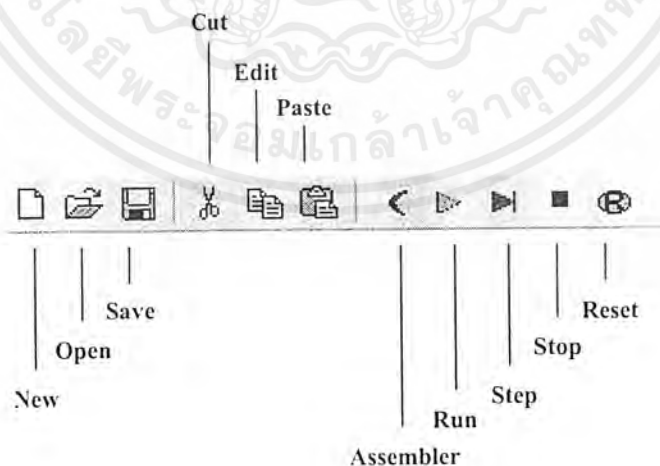 Cut
Edit
Paste
Save
Open
New
Reset
Stop
Step
Run
Assembler